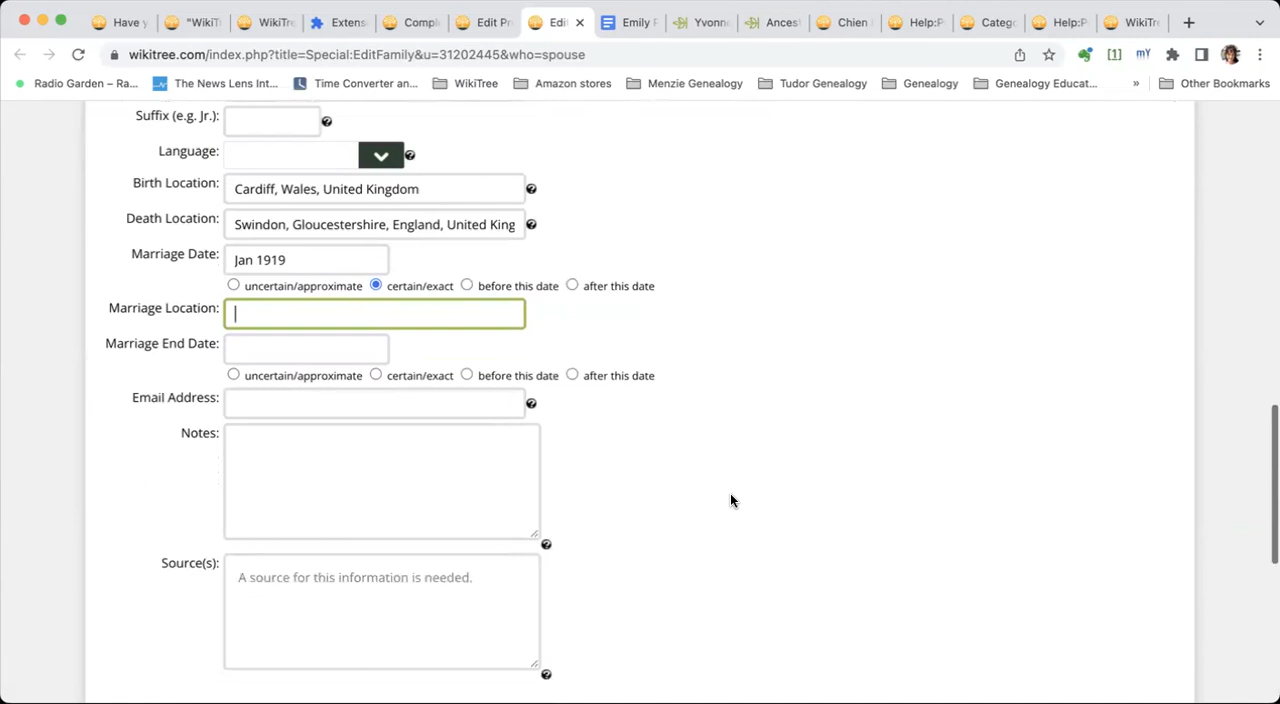 Have y "WikiT WikiTre Extens Compl Edit Pr Edi Emily F Yvonn Ances Chien Help:P Catego Help:P WikiTr
wikitree.com/index.php?title=Special:EditFamily&u=31202445&who=spouse
Radio Garden – Ra... The News Lens Int... Time Converter an... WikiTree Amazon stores Menzie Genealogy Tudor Genealogy Genealogy Genealogy Educat... » Other Bookmarks
Suffix (e.g. Jr.):
Language:
Birth Location: Cardiff, Wales, United Kingdom
Death Location: Swindon, Gloucestershire, England, United King
Marriage Date: Jan 1919
uncertain/approximate certain/exact before this date after this date
Marriage Location:
Marriage End Date:
uncertain/approximate certain/exact before this date after this date
Email Address:
Notes:
Source(s): A source for this information is needed.